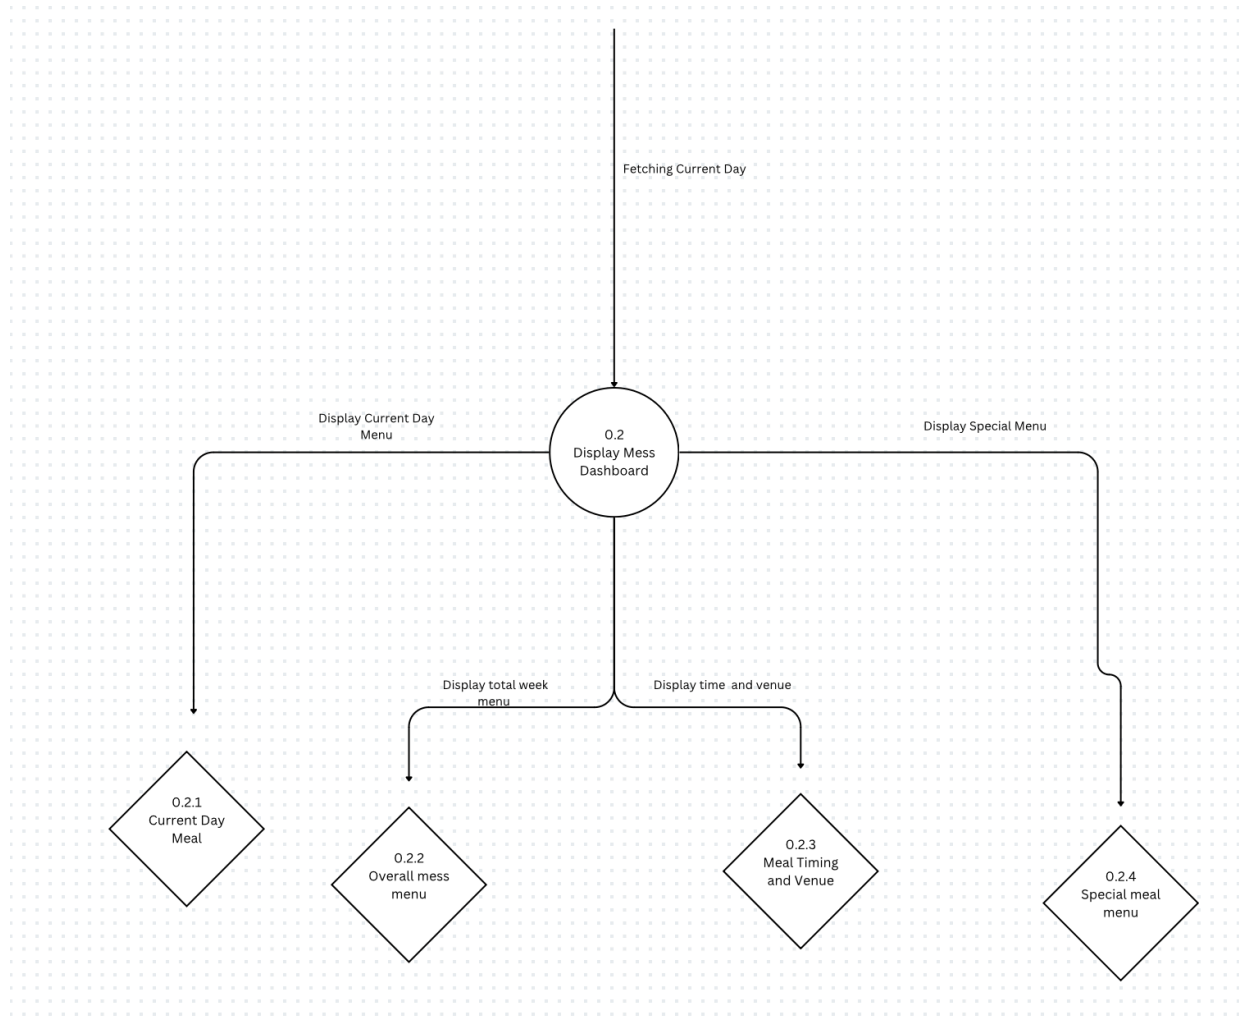 Fetching Current Day
Display Current Day
Menu
Display Special Menu
0.2
Display Mess
Dashboard
Display total week
menu
Display time  and venue
0.2.1
Current Day
Meal
0.2.2
Overall mess
menu
0.2.3
Meal Timing
and Venue
0.2.4
Special meal
menu